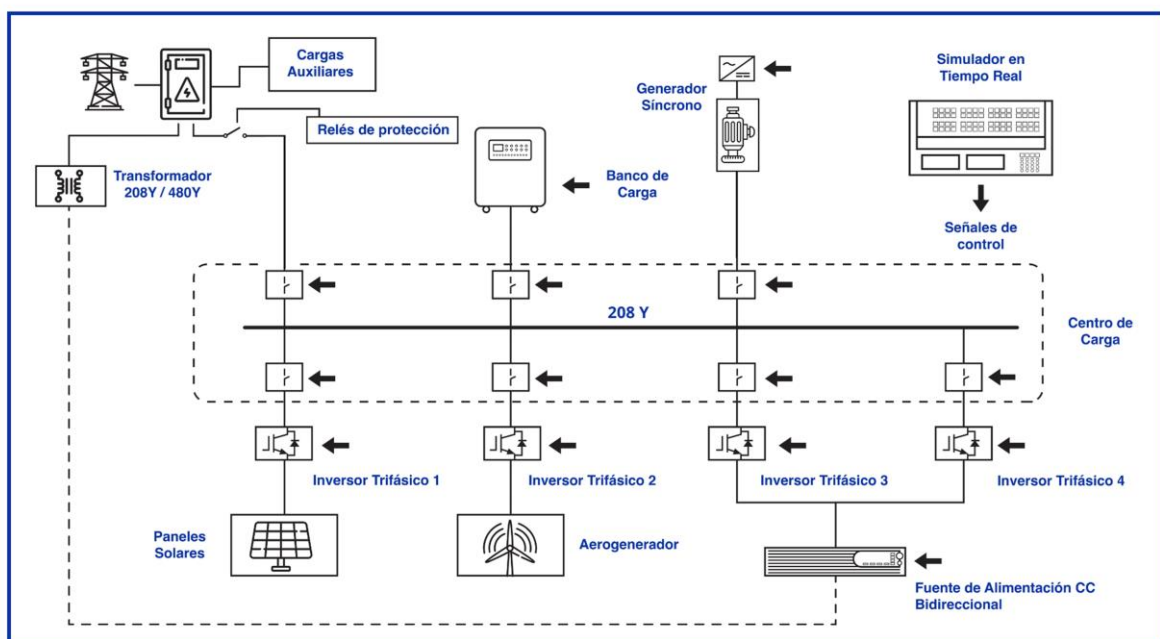 Cargas
Auxiliares
Relés de protección
Transformador
208Y / 480Y
Banco de
Carga
Generador
Síncrono
Simulador en
Tiempo Real
Señales de
control
208 Y
Centro de
Carga
Inversor Trifásico 1
Inversor Trifásico 2
Inversor Trifásico 3
Inversor Trifásico 4
Paneles
Solares
Aerogenerador
Fuente de Alimentación CC
Bidireccional